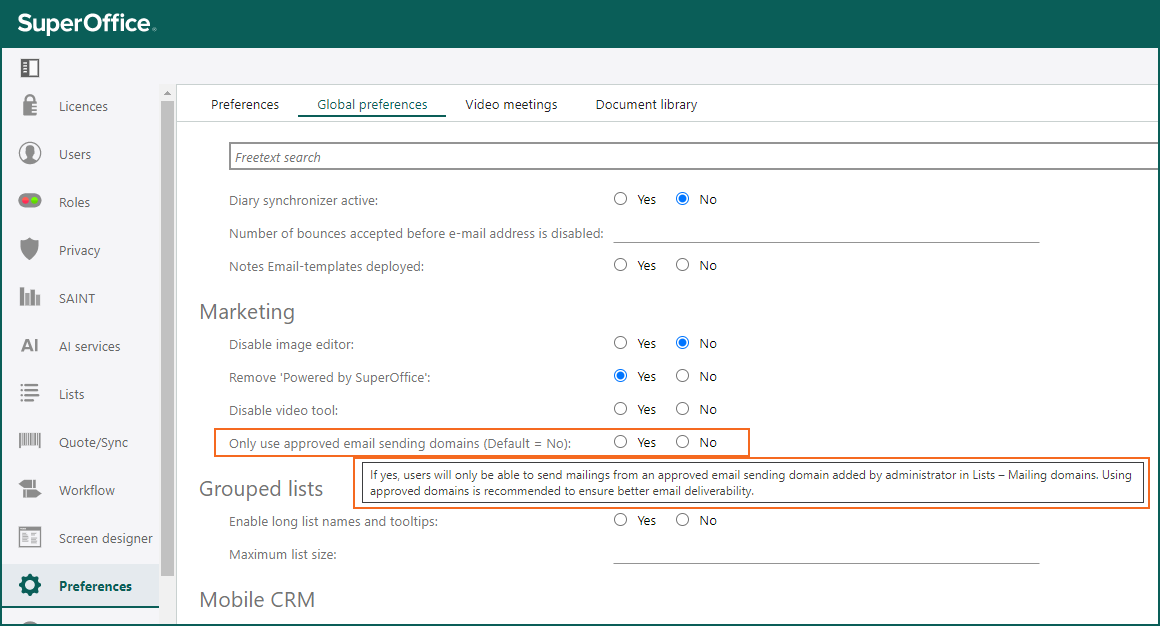 SuperOffice
Licences
Users
Roles
Privacy
SAINT
AI AI services
Lists
Quote/Sync
Workflow
Screen designer
Preferences
Preferences Global preferences Video meetings Document library
Freetext search
Diary synchronizer active: Yes No
Number of bounces accepted before e-mail address is disabled:
Notes Email-templates deployed: Yes No
Marketing
Disable image editor: Yes No
Remove 'Powered by SuperOffice': Yes No
Disable video tool: Yes No
Only use approved email sending domains (Default = No): Yes No
If yes, users will only be able to send mailings from an approved email sending domain added by administrator in Lists – Mailing domains. Using
approved domains is recommended to ensure better email deliverability.
Grouped lists
Enable long list names and tooltips: Yes No
Maximum list size:
Mobile CRM